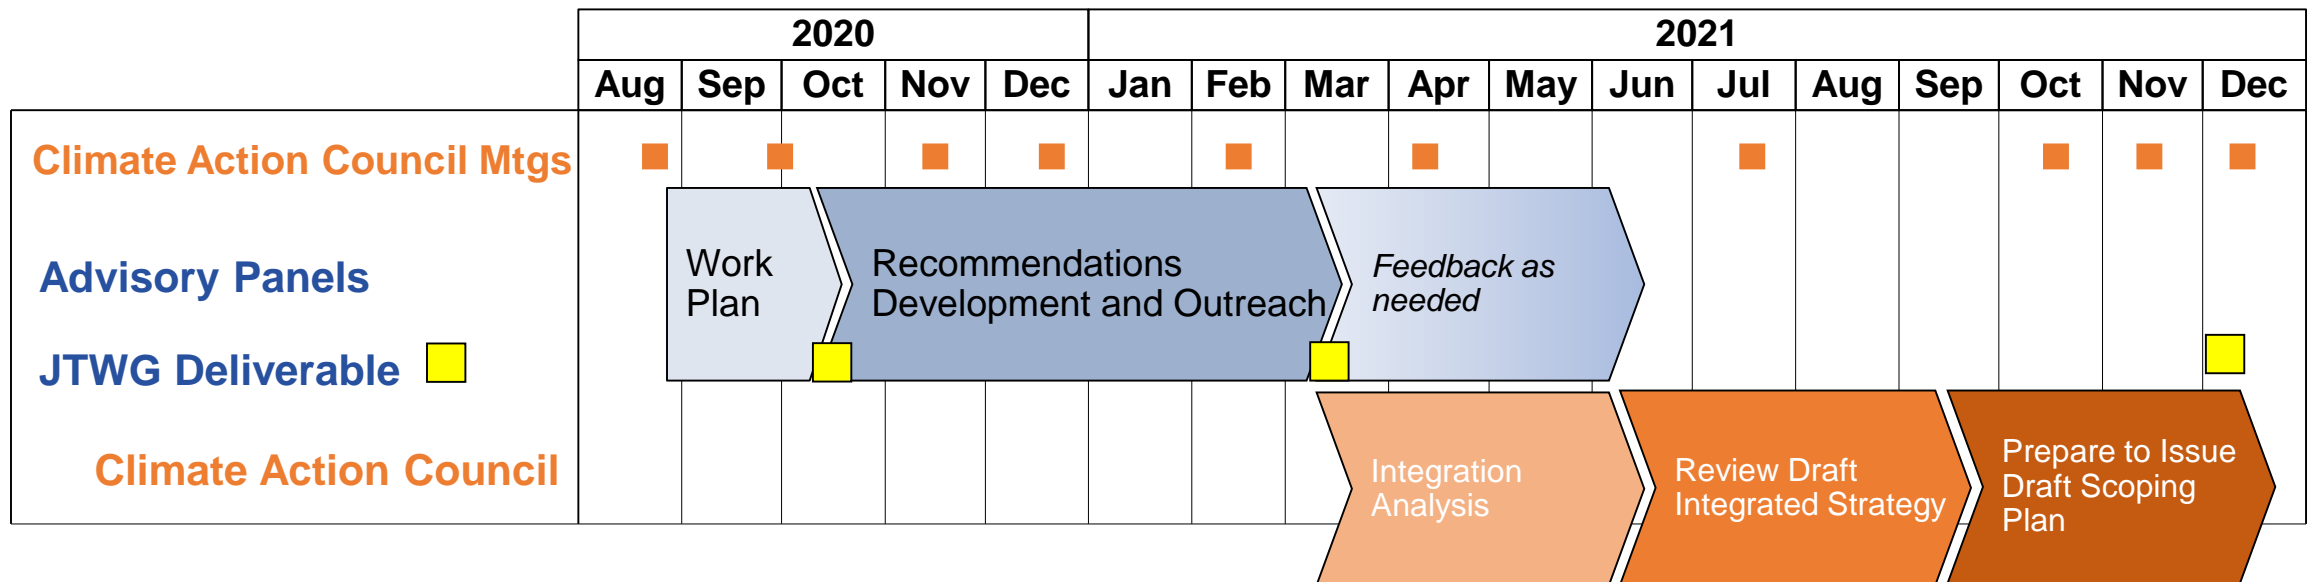 2020 2021
Aug Sep Oct Nov Dec Jan Feb Mar Apr May Jun Jul Aug Sep Oct Nov Dec
Climate Action Council Mtgs
Advisory Panels
Work
Plan
Recommendations
Development and Outreach
Feedback as
needed
JTWG Deliverable
Climate Action Council
Integration
Analysis
Review Draft
Integrated Strategy
Prepare to Issue
Draft Scoping
Plan